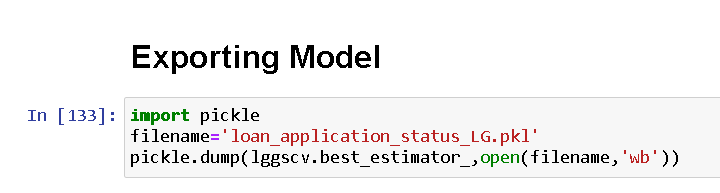 Exporting Model
In [133]: import pickle
filename='loan_application_status_LG.pkl'
pickle.dump(lggscv.best_estimator_,open(filename,'wb'))